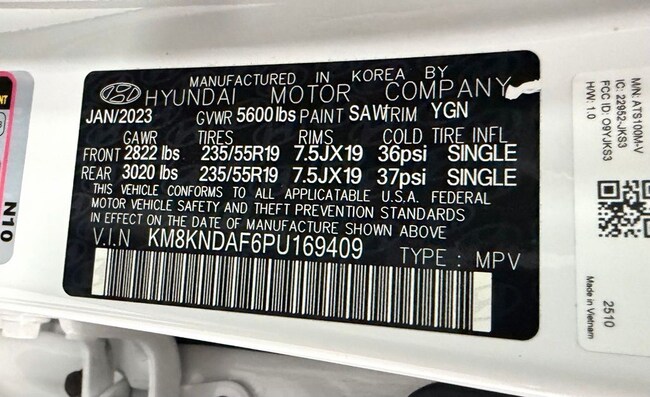 MANUFACTURED IN KOREA BY
HYUNDAI MOTOR COMPANY
JAN/2023 GVWR 5600 lbs PAINT SAW TRIM YGN
GAWR TIRES RIMS COLD TIRE INFL
FRONT 2822 lbs 235/55R19 7.5JX19 36psi SINGLE
REAR 3020 lbs 235/55R19 7.5JX19 37psi SINGLE
THIS VEHICLE CONFORMS TO ALL APPLICATABLE U.S.A. FEDERAL
MOTOR VEHICLE SAFETY AND THEFT PREVENTION STANDARDS
IN EFFECT ON THE DATE OF MANUFACTURE SHOWN ABOVE
V.I.N KM8KNDAF6PU169409
TYPE : MPV
M/N: ATS100M-V
IC: 22952-JKS3
FCC ID: O9YJKS3
H/W: 1.0
2510
Made in Vietnam
N10